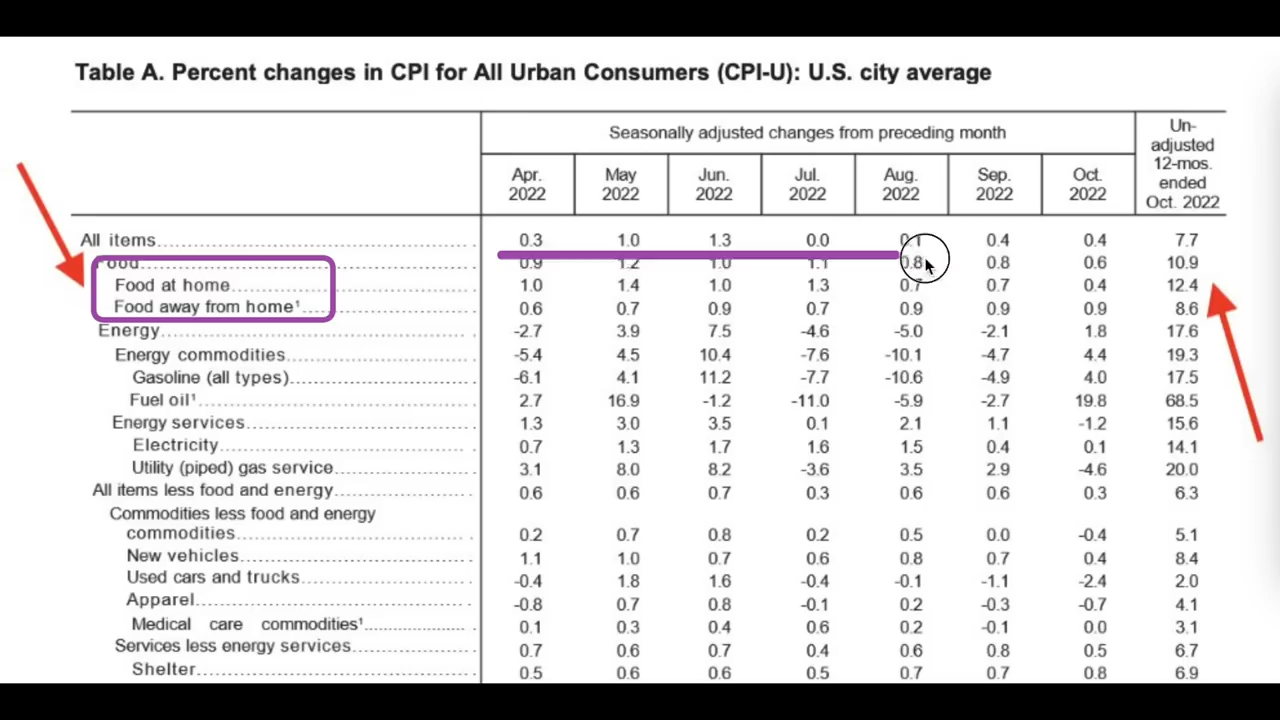 Table A. Percent changes in CPI for All Urban Consumers (CPI-U): U.S. city average
Seasonally adjusted changes from preceding month
Un-
adjusted
12-mos.
ended
Oct. 2022
Apr. 2022 May 2022 Jun. 2022 Jul. 2022 Aug. 2022 Sep. 2022 Oct. 2022
All items 0.3 1.0 1.3 0.0 0.1 0.4 0.4 7.7
Food 0.9 1.2 1.0 1.1 0.8 0.8 0.6 10.9
Food at home 1.0 1.4 1.0 1.3 0.7 0.7 0.4 12.4
Food away from home¹ 0.6 0.7 0.9 0.7 0.9 0.9 0.9 8.6
Energy -2.7 3.9 7.5 -4.6 -5.0 -2.1 1.8 17.6
Energy commodities -5.4 4.5 10.4 -7.6 -10.1 -4.7 4.4 19.3
Gasoline (all types) -6.1 4.1 11.2 -7.7 -10.6 -4.9 4.0 17.5
Fuel oil¹ 2.7 16.9 -1.2 -11.0 -5.9 -2.7 19.8 68.5
Energy services 1.3 3.0 3.5 0.1 2.1 1.1 -1.2 15.6
Electricity 0.7 1.3 1.7 1.6 1.5 0.4 0.1 14.1
Utility (piped) gas service 3.1 8.0 8.2 -3.6 3.5 2.9 -4.6 20.0
All items less food and energy 0.6 0.6 0.7 0.3 0.6 0.6 0.3 6.3
Commodities less food and energy
commodities 0.2 0.7 0.8 0.2 0.5 0.0 -0.4 5.1
New vehicles 1.1 1.0 0.7 0.6 0.8 0.7 0.4 8.4
Used cars and trucks -0.4 1.8 1.6 -0.4 -0.1 -1.1 -2.4 2.0
Apparel -0.8 0.7 0.8 -0.1 0.2 -0.3 -0.7 4.1
Medical care commodities¹ 0.1 0.3 0.4 0.6 0.2 -0.1 0.0 3.1
Services less energy services 0.7 0.6 0.7 0.4 0.6 0.8 0.5 6.7
Shelter 0.5 0.6 0.6 0.5 0.7 0.7 0.8 6.9